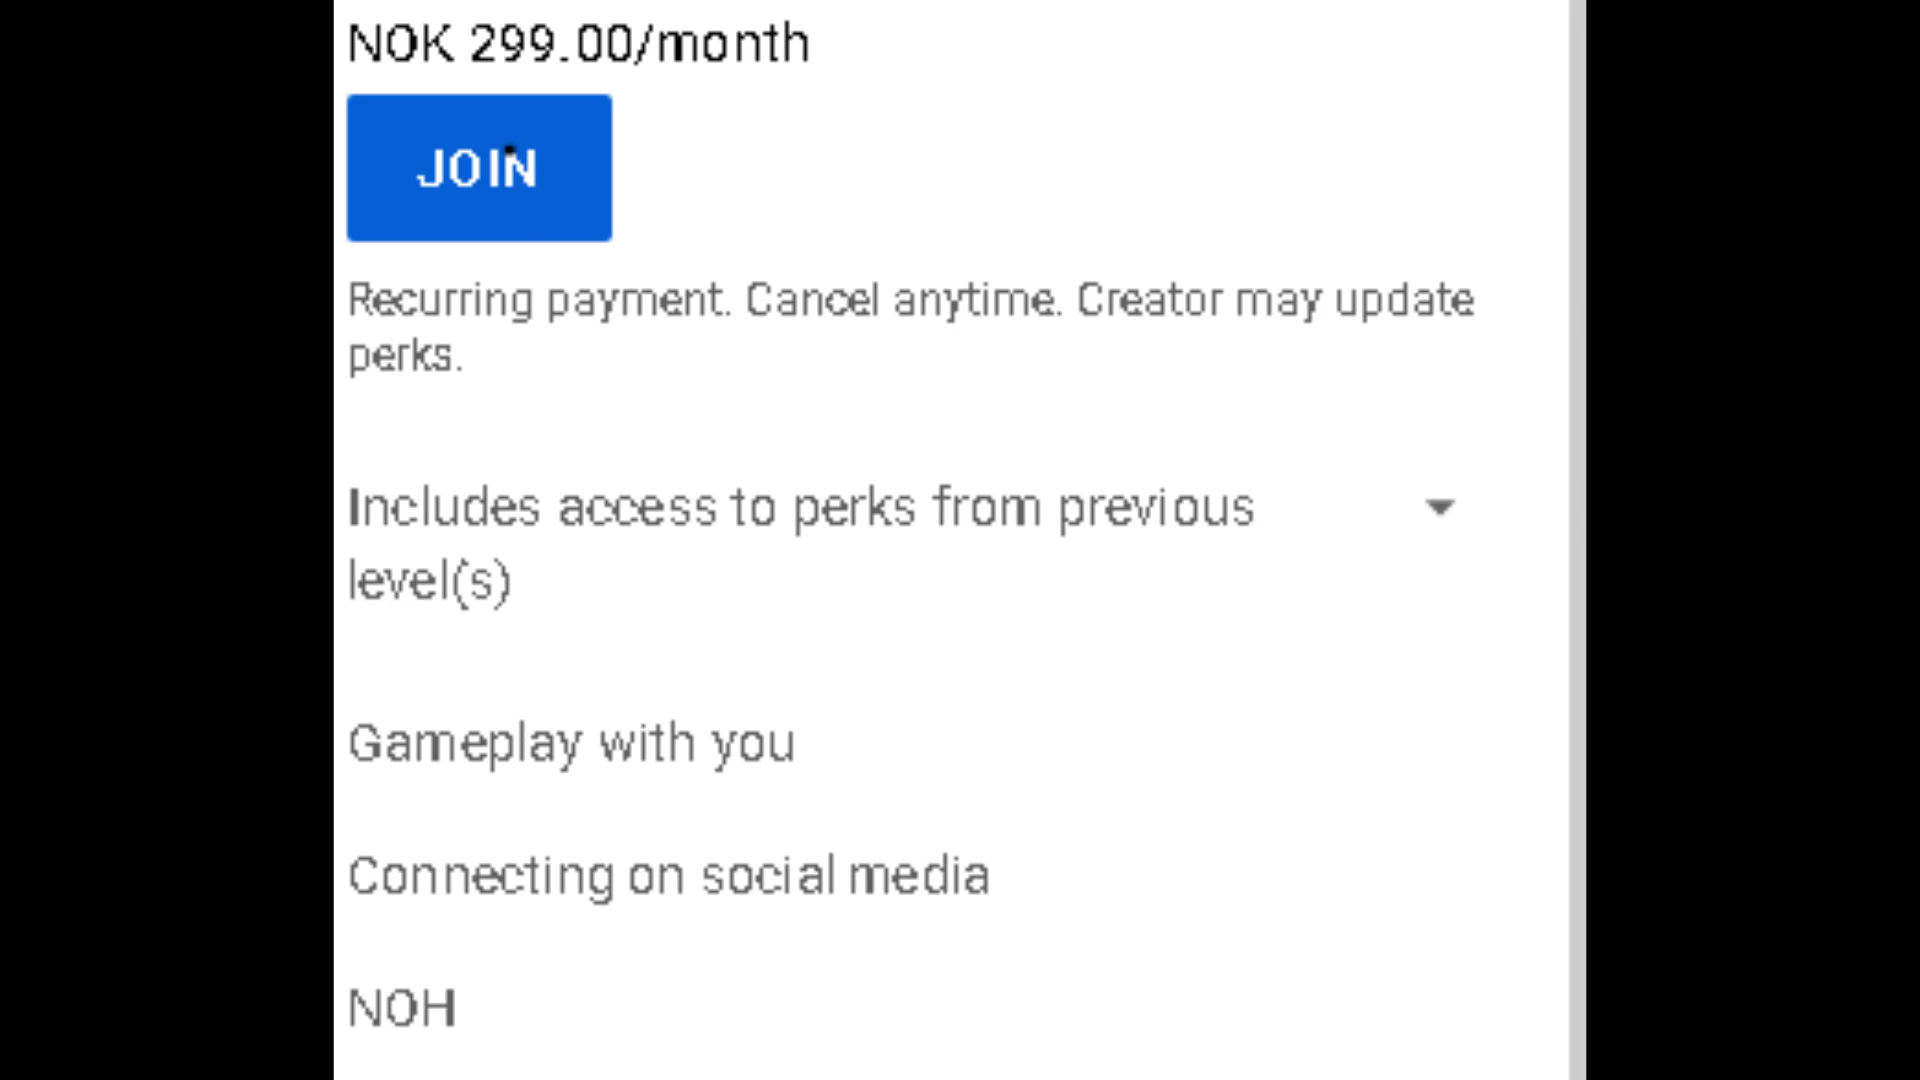 NOK 299.00/month
JOIN
Recurring payment. Cancel anytime. Creator may update
perks.
Includes access to perks from previous
level(s)
Gameplay with you
Connecting on social media
NOH